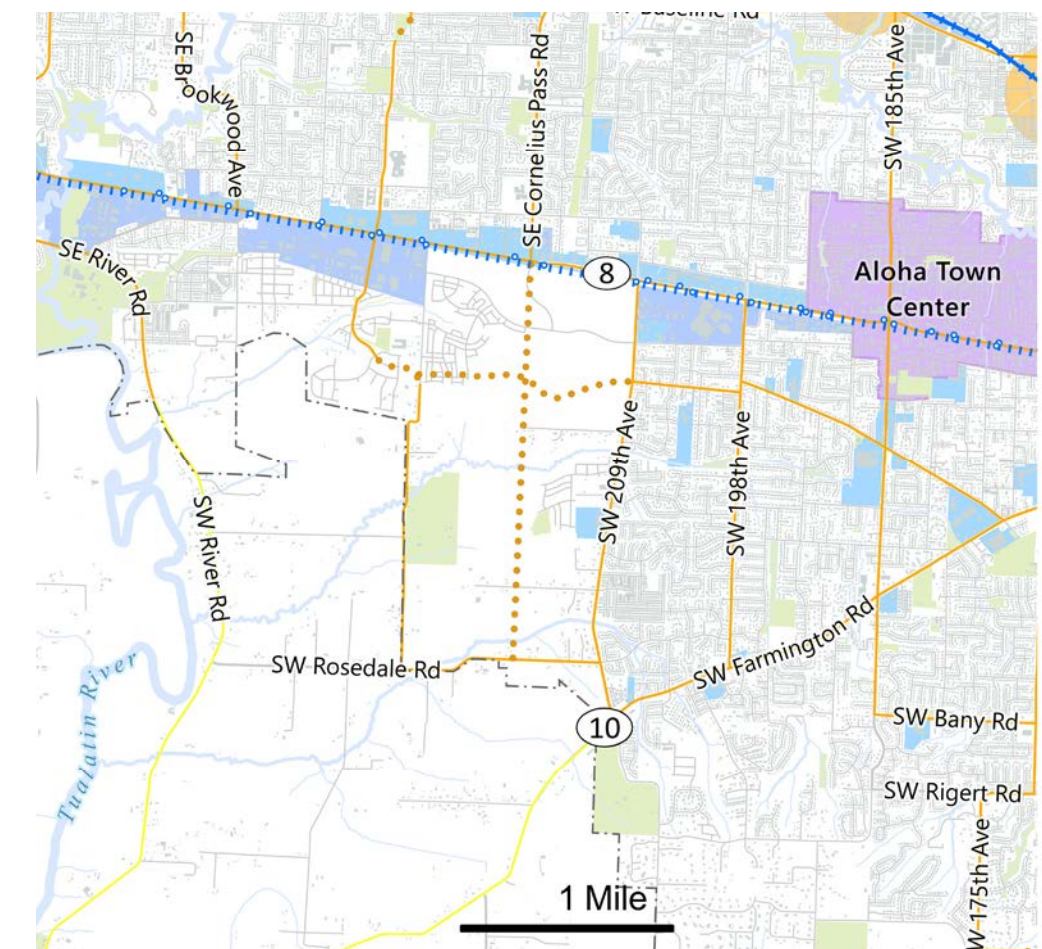 W Baseline Rd
SE Brookwood Ave
SE Cornelius Pass Rd
SW 185th Ave
SE River Rd
8
Aloha Town
Center
SW 209th Ave
SW 198th Ave
SW River Rd
SW Rosedale Rd
SW Farmington Rd
Tualatin River
10
SW Bany Rd
SW Rigert Rd
W 175th Ave
1 Mile